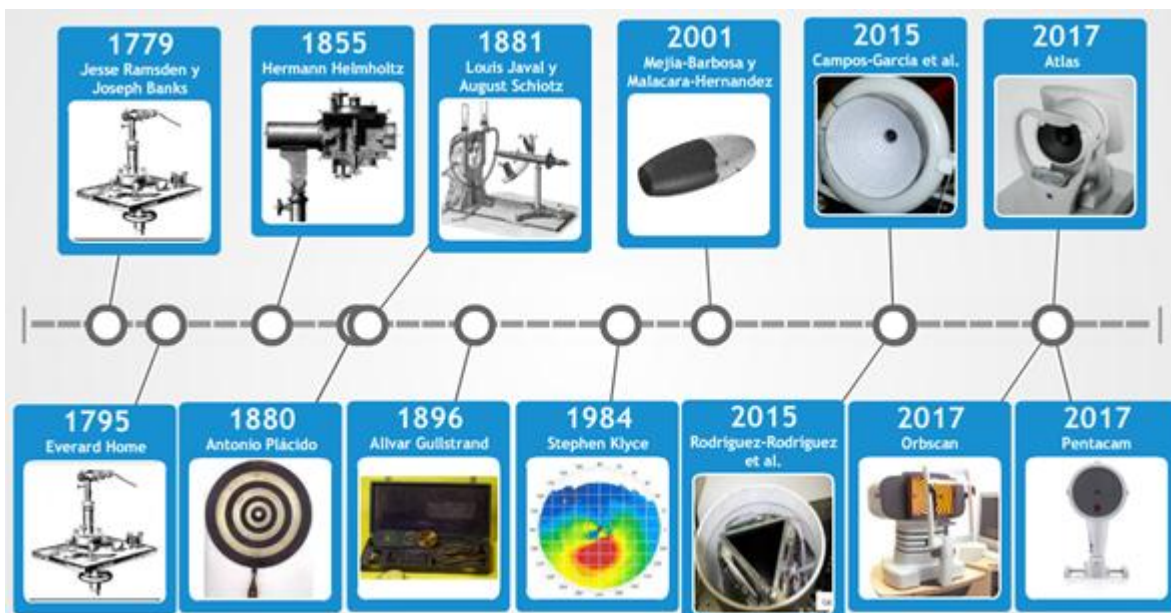 1779
Jesse Ramsden y
Joseph Banks
1855
Hermann Helmholtz
1881
Louis Javal y
August Schiotz
2001
Mejia-Barbosa y
Malacara-Hernandez
2015
Campos-García et al.
2017
Atlas
1795
Everard Home
1880
Antonio Plácido
1896
Allvar Gullstrand
1984
Stephen Klyce
2015
Rodriguez-Rodriguez
et al.
2017
Orbscan
2017
Pentacam